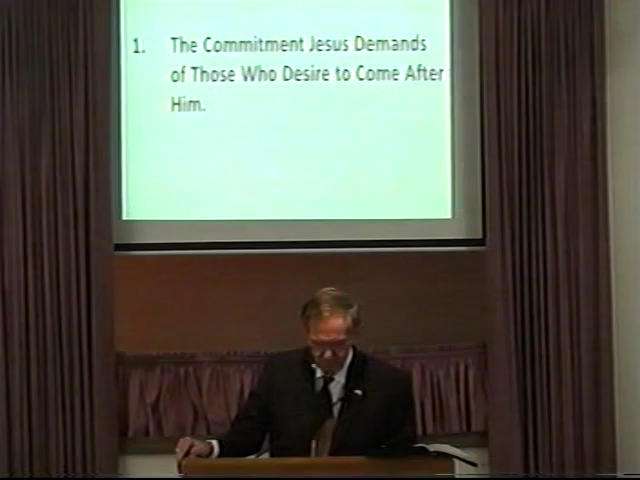 1. The Commitment Jesus Demands
of Those Who Desire to Come After
Him.